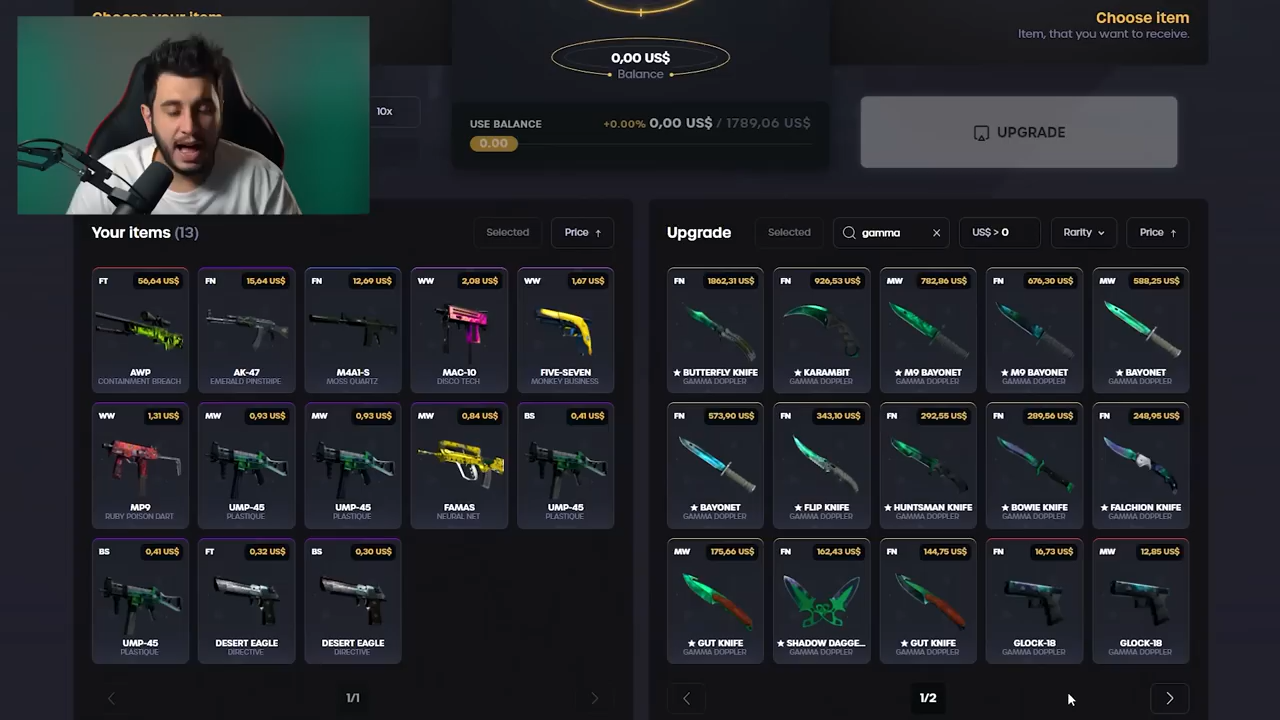 Choose your item
Choose item
Item, that you want to receive.
0,00 US$
Balance
10x
USE BALANCE
+0.00% 0,00 US$ / 1789,06 US$
0.00
UPGRADE
Your items (13)
Selected
Price ↑
FT 56,64 US$
AWP
CONTAINMENT BREACH
FN 15,64 US$
AK-47
EMERALD PINSTRIPE
FN 12,69 US$
M4A1-S
MOSS QUARTZ
WW 2,08 US$
MAC-10
DISCO TECH
WW 1,67 US$
FIVE-SEVEN
MONKEY BUSINESS
WW 1,31 US$
MP9
RUBY POISON DART
MW 0,93 US$
UMP-45
PLASTIQUE
MW 0,93 US$
UMP-45
PLASTIQUE
MW 0,84 US$
FAMAS
NEURAL NET
BS 0,41 US$
UMP-45
PLASTIQUE
BS 0,41 US$
UMP-45
PLASTIQUE
FT 0,32 US$
DESERT EAGLE
DIRECTIVE
BS 0,30 US$
DESERT EAGLE
DIRECTIVE
1/1
Upgrade
Selected
gamma
US$ > 0
Rarity
Price ↑
FN 1862,31 US$
★ BUTTERFLY KNIFE
GAMMA DOPPLER
FN 926,53 US$
★ KARAMBIT
GAMMA DOPPLER
MW 782,86 US$
★ M9 BAYONET
GAMMA DOPPLER
FN 676,30 US$
★ M9 BAYONET
GAMMA DOPPLER
MW 588,25 US$
★ BAYONET
GAMMA DOPPLER
FN 573,90 US$
★ BAYONET
GAMMA DOPPLER
FN 343,10 US$
★ FLIP KNIFE
GAMMA DOPPLER
FN 292,55 US$
★ HUNTSMAN KNIFE
GAMMA DOPPLER
FN 289,56 US$
★ BOWIE KNIFE
GAMMA DOPPLER
FN 248,95 US$
★ FALCHION KNIFE
GAMMA DOPPLER
MW 175,66 US$
★ GUT KNIFE
GAMMA DOPPLER
FN 162,43 US$
★ SHADOW DAGGE...
GAMMA DOPPLER
FN 144,75 US$
★ GUT KNIFE
GAMMA DOPPLER
FN 16,73 US$
GLOCK-18
GAMMA DOPPLER
MW 12,85 US$
GLOCK-18
GAMMA DOPPLER
1/2